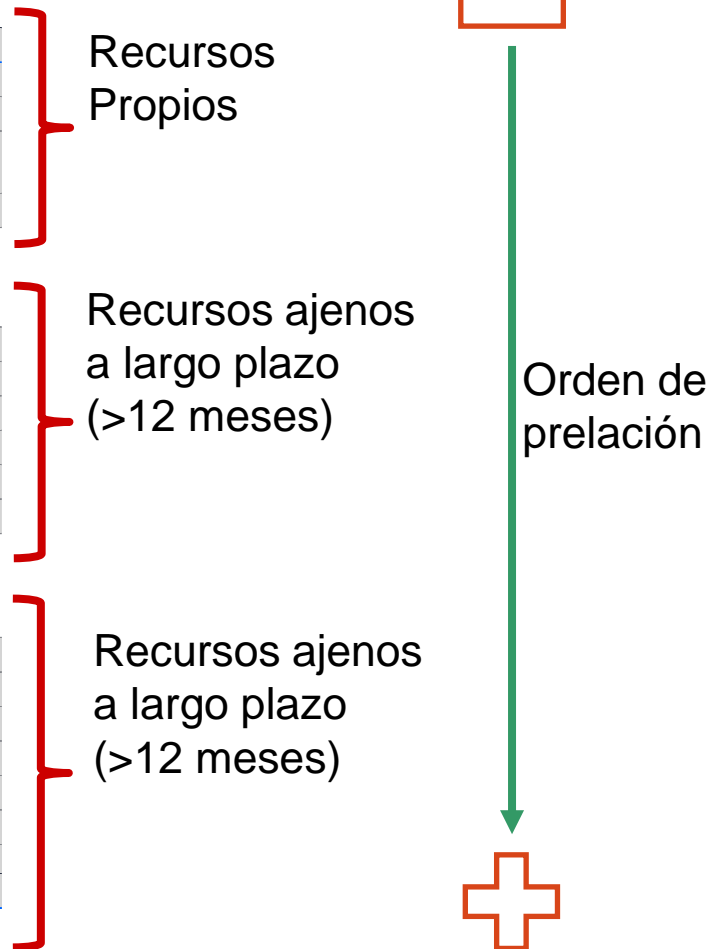 Recursos
Propios
Recursos ajenos
a largo plazo
(>12 meses)
Orden de
prelación
Recursos ajenos
a largo plazo
(>12 meses)